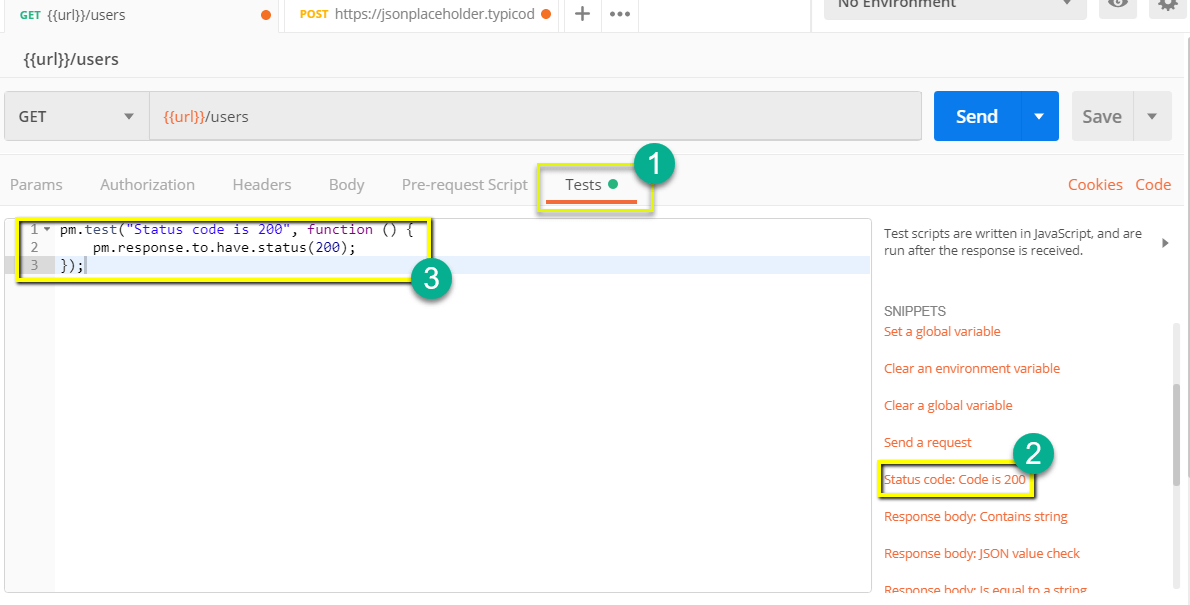 GET {{url}}/users
POST https://jsonplaceholder.typicod
No Environment
{{url}}/users
GET {{url}}/users Send Save
Params Authorization Headers Body Pre-request Script Tests Cookies Code
1
1 pm.test("Status code is 200", function () {
2 pm.response.to.have.status(200);
3 });
3
Test scripts are written in JavaScript, and are
run after the response is received.
SNIPPETS
Set a global variable
Clear an environment variable
Clear a global variable
Send a request
2
Status code: Code is 200
Response body: Contains string
Response body: JSON value check
Response body: Is equal to a string